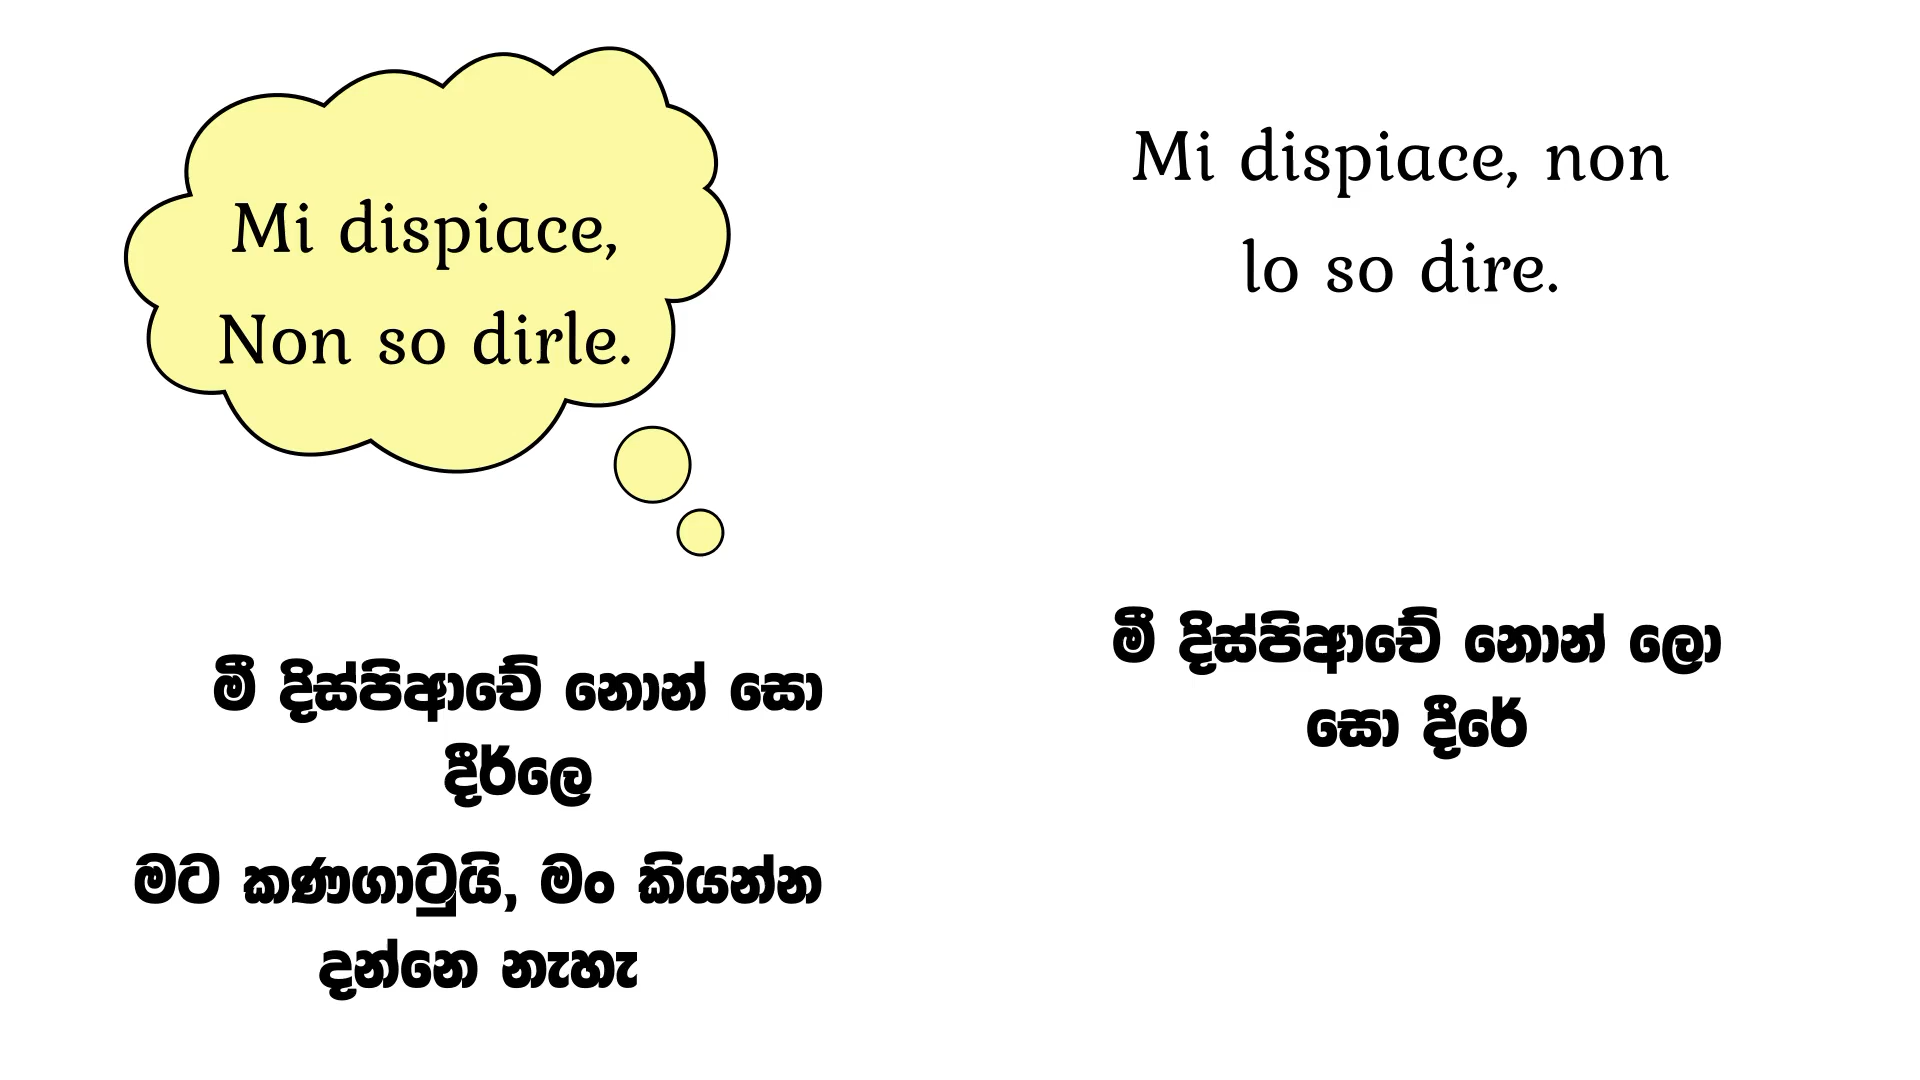 Mi dispiace,
Non so dirle.
මී දිස්පිආචේ නොන් සො
දීර්ලෙ
මට කණගාටුයි, මං කියන්න
දන්නෙ නැහැ
Mi dispiace, non
lo so dire.
මී දිස්පිආචේ නොන් ලො
සො දීරේ